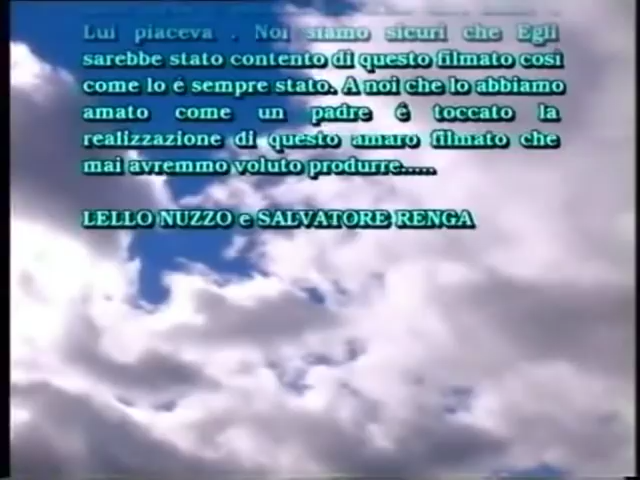 Lui piaceva . Noi siamo sicuri che Egli
sarebbe stato contento di questo filmato così
come lo é sempre stato. A noi che lo abbiamo
amato come un padre é toccato la
realizzazione di questo amaro filmato che
mai avremmo voluto produrre.....
LELLO NUZZO e SALVATORE RENGA